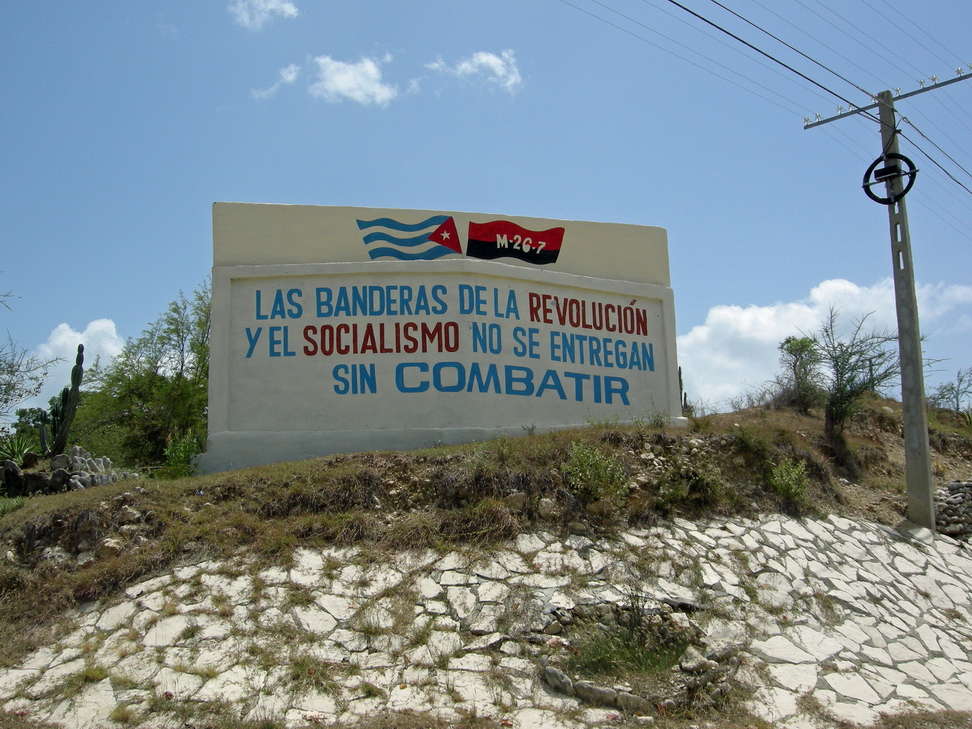 M-26-7
LAS BANDERAS DE LA REVOLUCIÓN
Y EL SOCIALISMO NO SE ENTREGAN
SIN COMBATIR